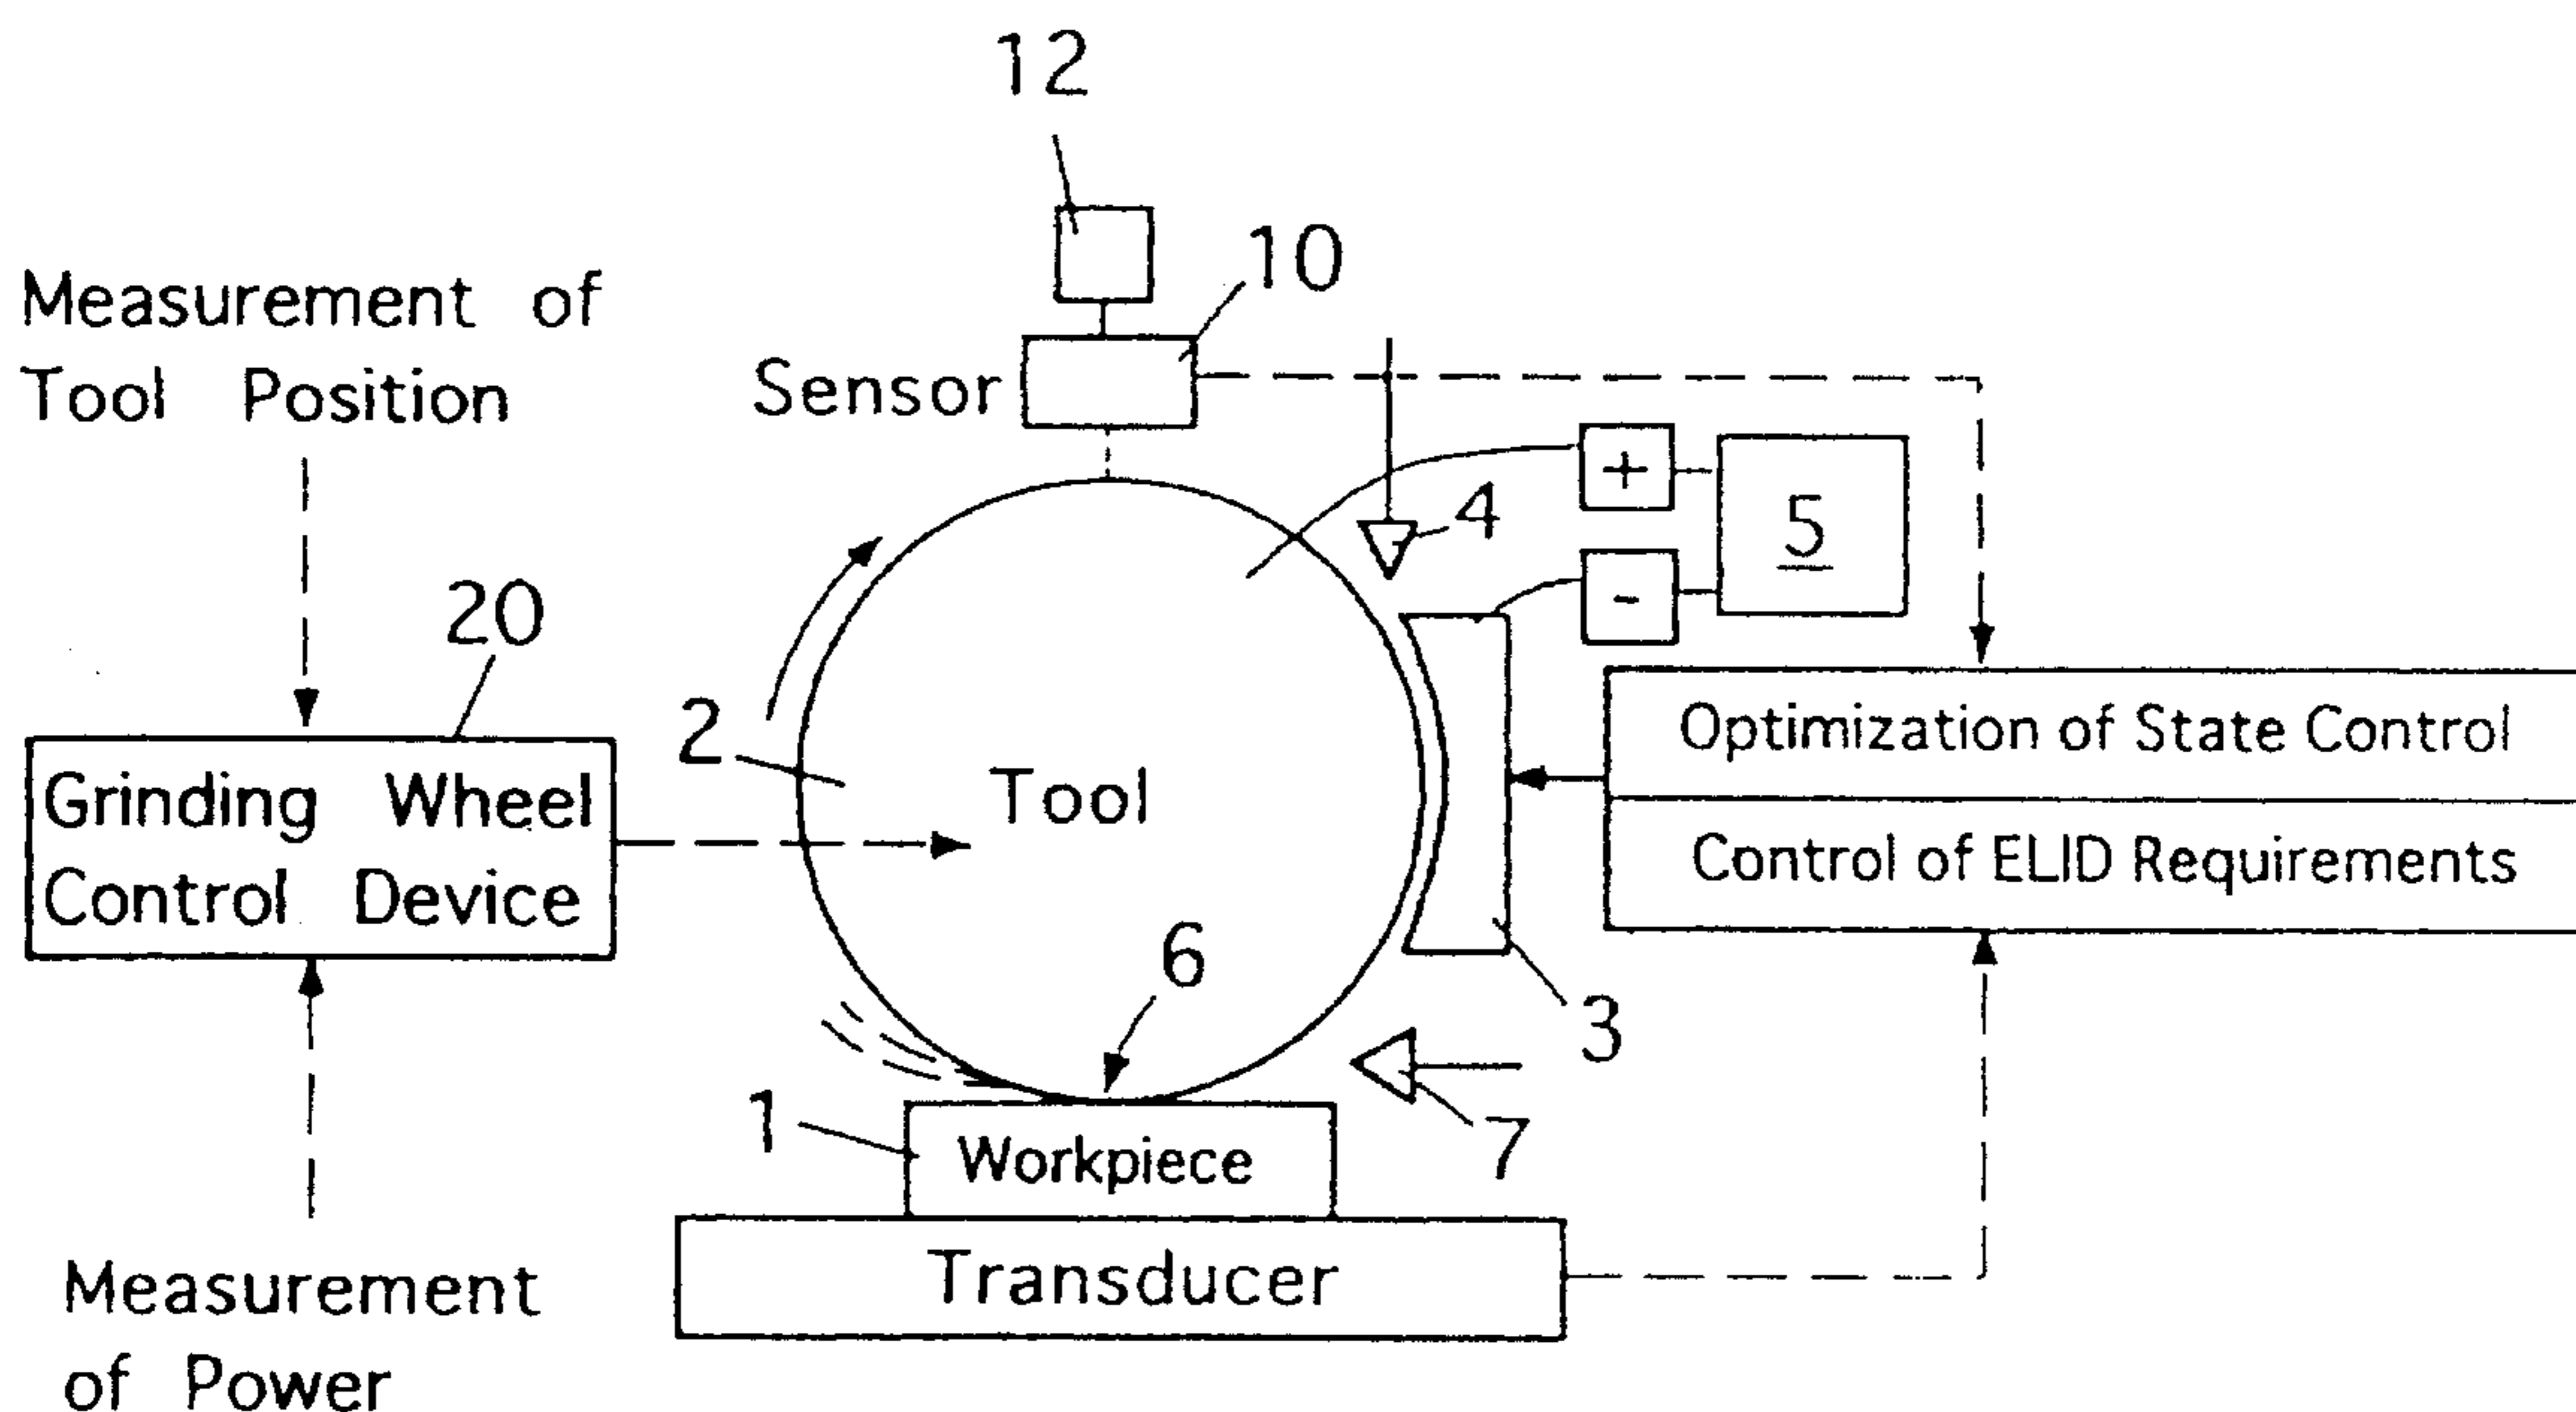 12
10
Measurement of
Tool Position
Sensor
+
5
4
-
20
2
Optimization of State Control
Grinding Wheel
Control Device
Tool
Control of ELID Requirements
6
3
1
Workpiece
7
Transducer
Measurement
of Power